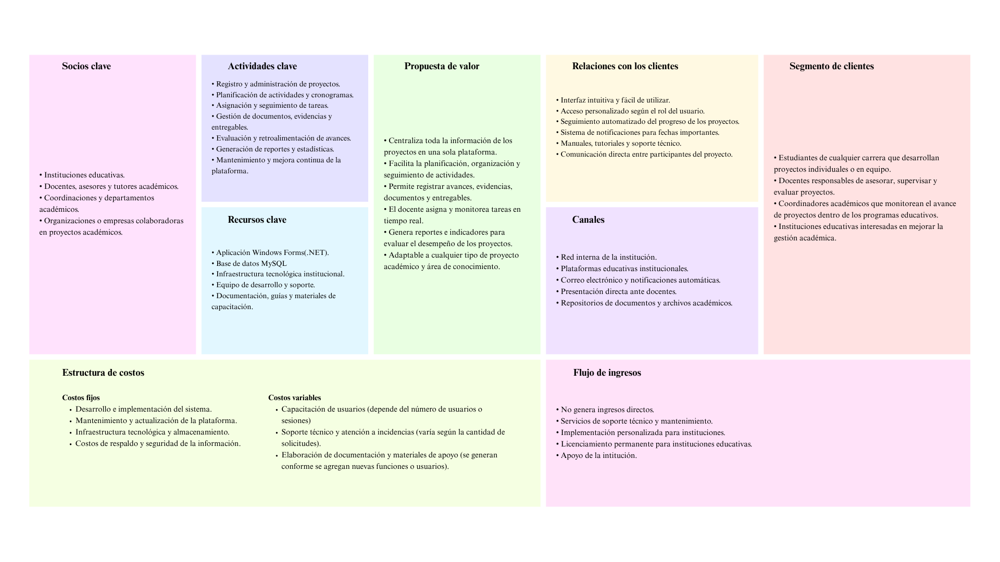 Socios clave
• Instituciones educativas.
• Docentes, asesores y tutores académicos.
• Coordinaciones y departamentos
académicos.
• Organizaciones o empresas colaboradoras
en proyectos académicos.
Actividades clave
• Registro y administración de proyectos.
• Planificación de actividades y cronogramas.
• Asignación y seguimiento de tareas.
• Gestión de documentos, evidencias y
entregables.
• Evaluación y retroalimentación de avances.
• Generación de reportes y estadísticas.
• Mantenimiento y mejora continua de la
plataforma.
Recursos clave
• Aplicación Windows Forms(.NET).
• Base de datos MySQL
• Infraestructura tecnológica institucional.
• Equipo de desarrollo y soporte.
• Documentación, guías y materiales de
capacitación.
Propuesta de valor
• Centraliza toda la información de los
proyectos en una sola plataforma.
• Facilita la planificación, organización y
seguimiento de actividades.
• Permite registrar avances, evidencias,
documentos y entregables.
• El docente asigna y monitorea tareas en
tiempo real.
• Genera reportes e indicadores para
evaluar el desempeño de los proyectos.
• Adaptable a cualquier tipo de proyecto
académico y área de conocimiento.
Relaciones con los clientes
• Interfaz intuitiva y fácil de utilizar.
• Acceso personalizado según el rol del usuario.
• Seguimiento automatizado del progreso de los proyectos.
• Sistema de notificaciones para fechas importantes.
• Manuales, tutoriales y soporte técnico.
• Comunicación directa entre participantes del proyecto.
Canales
• Red interna de la institución.
• Plataformas educativas institucionales.
• Correo electrónico y notificaciones automáticas.
• Presentación directa ante docentes.
• Repositorios de documentos y archivos académicos.
Segmento de clientes
• Estudiantes de cualquier carrera que desarrollan
proyectos individuales o en equipo.
• Docentes responsables de asesorar, supervisar y
evaluar proyectos.
• Coordinadores académicos que monitorean el avance
de proyectos dentro de los programas educativos.
• Instituciones educativas interesadas en mejorar la
gestión académica.
Estructura de costos
Costos fijos
• Desarrollo e implementación del sistema.
• Mantenimiento y actualización de la plataforma.
• Infraestructura tecnológica y almacenamiento.
• Costos de respaldo y seguridad de la información.
Costos variables
• Capacitación de usuarios (depende del número de usuarios o
sesiones)
• Soporte técnico y atención a incidencias (varía según la cantidad de
solicitudes).
• Elaboración de documentación y materiales de apoyo (se generan
conforme se agregan nuevas funciones o usuarios).
Flujo de ingresos
• No genera ingresos directos.
• Servicios de soporte técnico y mantenimiento.
• Implementación personalizada para instituciones.
• Licenciamiento permanente para instituciones educativas.
• Apoyo de la intitución.